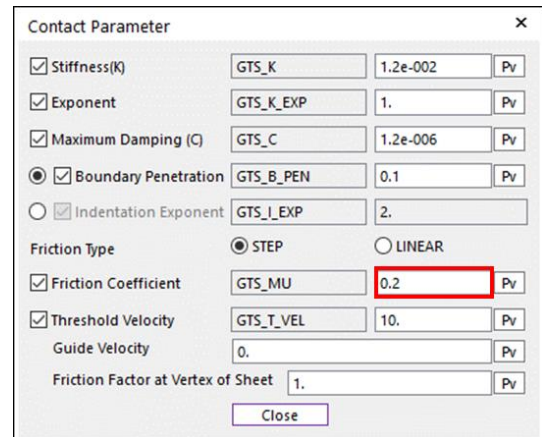 Contact Parameter ×
Stiffness(K) GTS_K 1.2e-002 Pv
Exponent GTS_K_EXP 1. Pv
Maximum Damping (C) GTS_C 1.2e-006 Pv
Boundary Penetration GTS_B_PEN 0.1 Pv
Indentation Exponent GTS_I_EXP 2.
Friction Type STEP LINEAR
Friction Coefficient GTS_MU 0.2 Pv
Threshold Velocity GTS_T_VEL 10. Pv
Guide Velocity 0. Pv
Friction Factor at Vertex of Sheet 1. Pv
Close